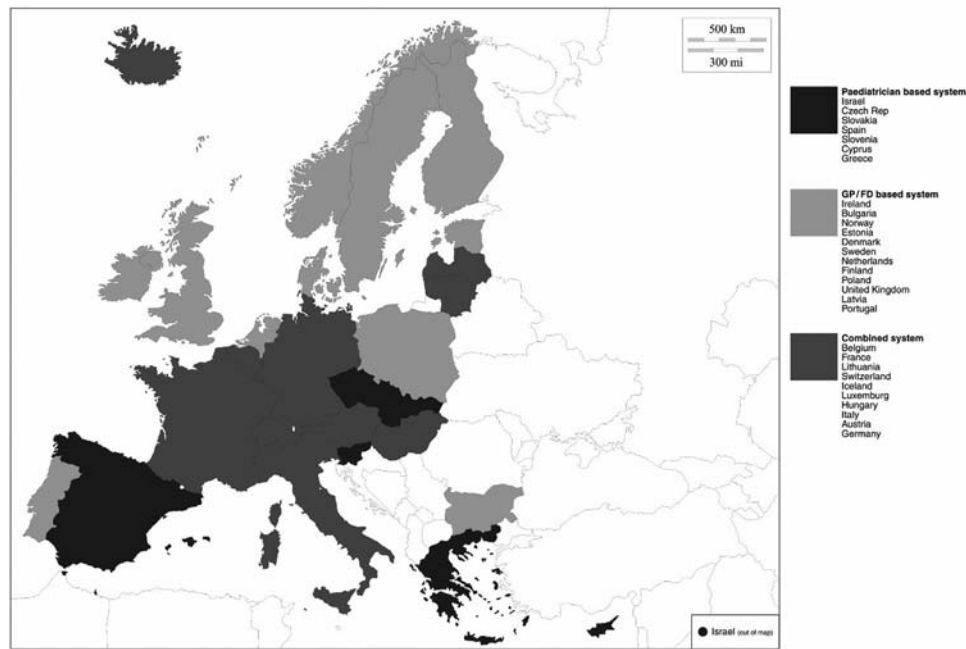 500 km
300 mi
Paediatrician based system
Israel
Czech Rep
Slovakia
Spain
Slovenia
Cyprus
Greece
GP/FD based system
Ireland
Bulgaria
Norway
Estonia
Denmark
Sweden
Netherlands
Finland
Poland
United Kingdom
Latvia
Portugal
Combined system
Belgium
France
Lithuania
Switzerland
Iceland
Luxemburg
Hungary
Italy
Austria
Germany
Israel (out of map)